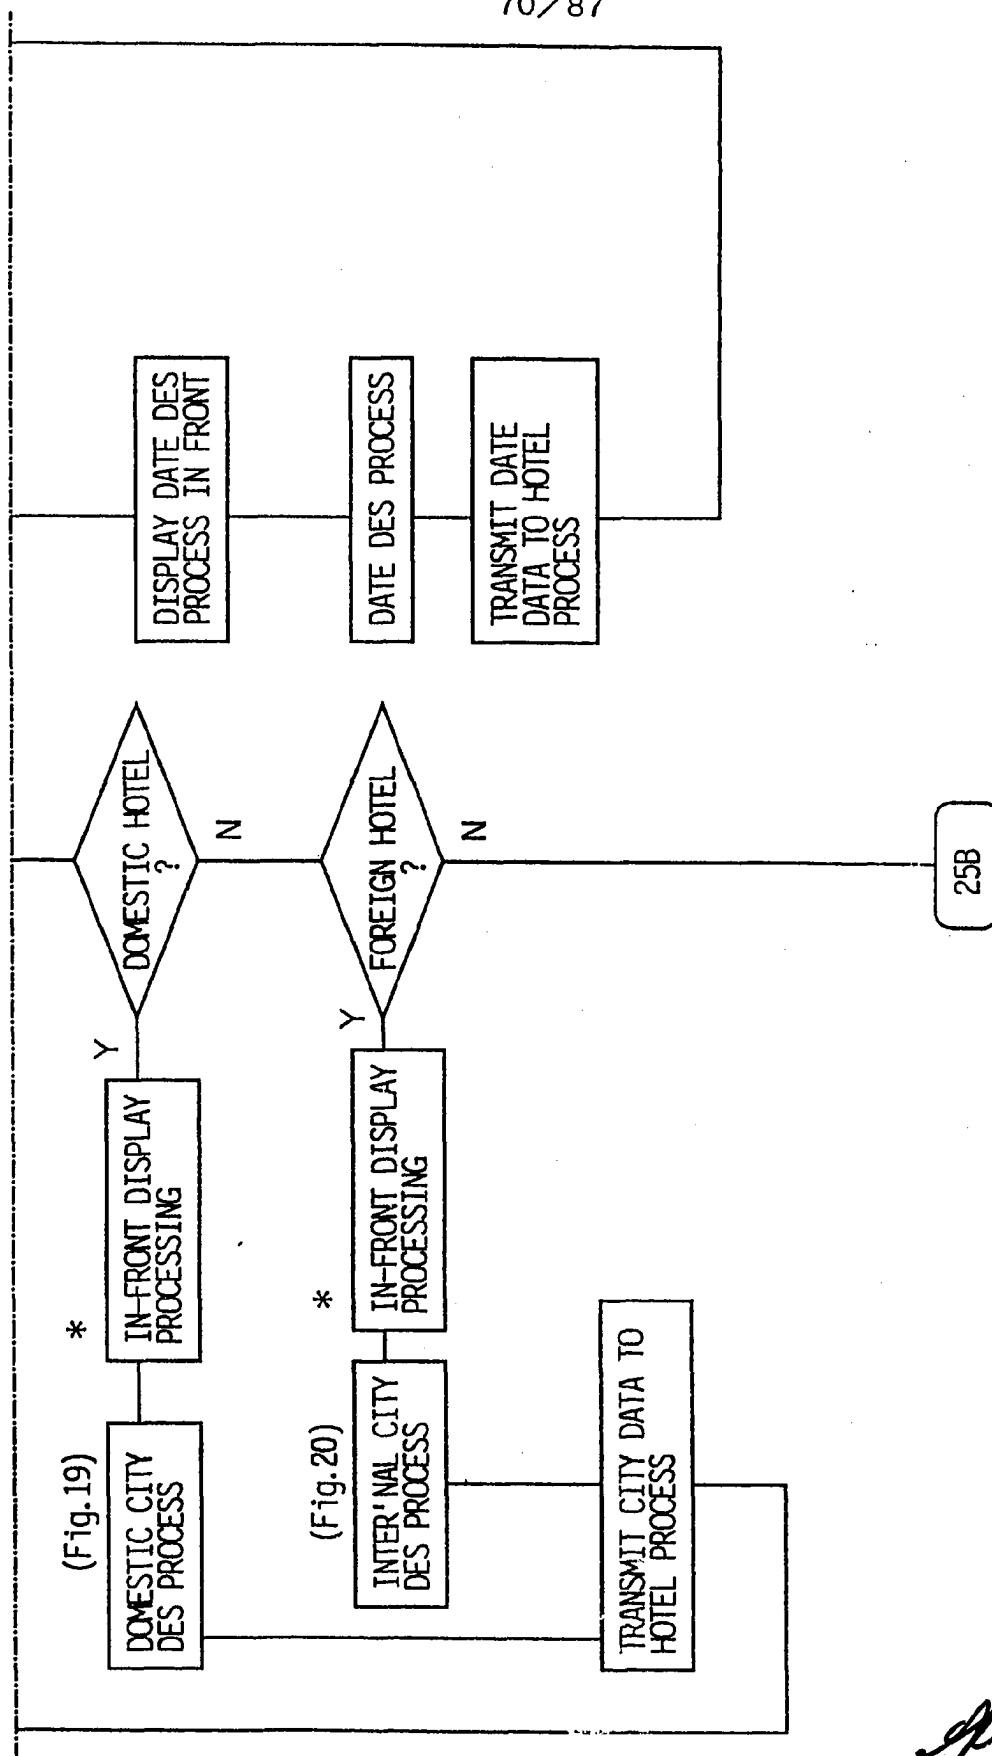 70/87
(Fig.19)
DOMESTIC CITY
DES PROCESS
*
IN-FRONT DISPLAY
PROCESSING
Y
DOMESTIC HOTEL
?
N
DISPLAY DATE DES
PROCESS IN FRONT
(Fig.20)
INTER'NAL CITY
DES PROCESS
*
IN-FRONT DISPLAY
PROCESSING
Y
FOREIGN HOTEL
?
N
DATE DES PROCESS
TRANSMIT DATE
DATA TO HOTEL
PROCESS
TRANSMIT CITY DATA TO
HOTEL PROCESS
25B